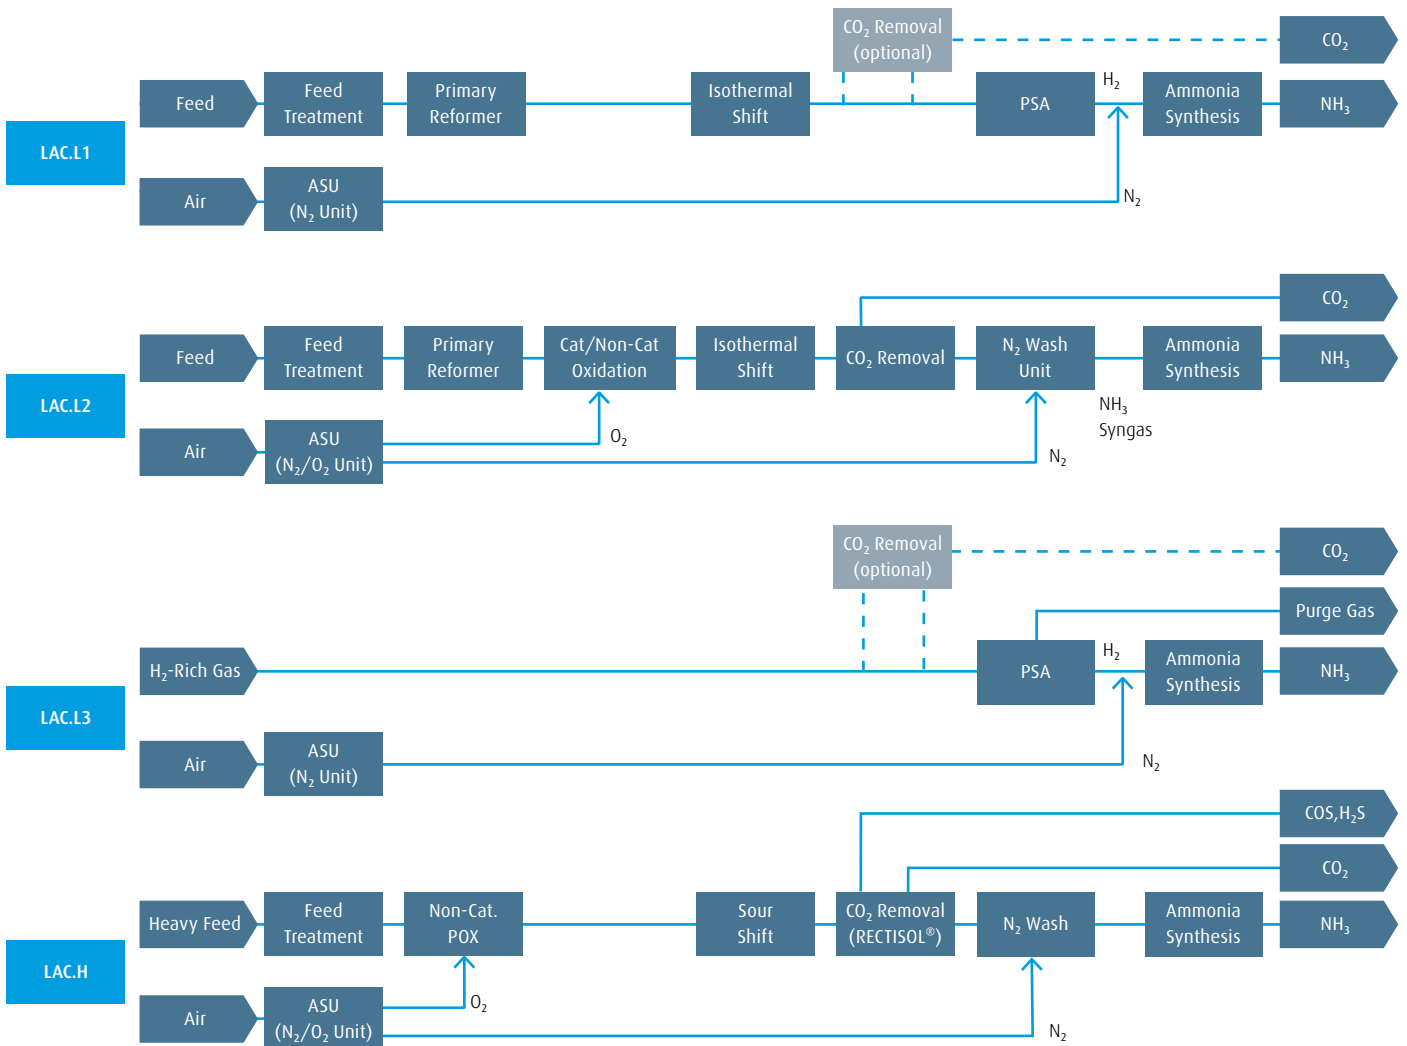 CO₂ Removal
(optional)
CO₂
LAC.L1
Feed
Feed
Treatment
Primary
Reformer
Isothermal
Shift
PSA
H₂
Ammonia
Synthesis
NH₃
Air
ASU
(N₂ Unit)
N₂
CO₂
LAC.L2
Feed
Feed
Treatment
Primary
Reformer
Cat/Non-Cat
Oxidation
Isothermal
Shift
CO₂ Removal
N₂ Wash
Unit
Ammonia
Synthesis
NH₃
NH₃
Syngas
Air
ASU
(N₂/O₂ Unit)
O₂
N₂
CO₂ Removal
(optional)
CO₂
Purge Gas
LAC.L3
H₂-Rich Gas
PSA
H₂
Ammonia
Synthesis
NH₃
Air
ASU
(N₂ Unit)
N₂
COS,H₂S
CO₂
LAC.H
Heavy Feed
Feed
Treatment
Non-Cat.
POX
Sour
Shift
CO₂ Removal
(RECTISOL®)
N₂ Wash
Ammonia
Synthesis
NH₃
Air
ASU
(N₂/O₂ Unit)
O₂
N₂